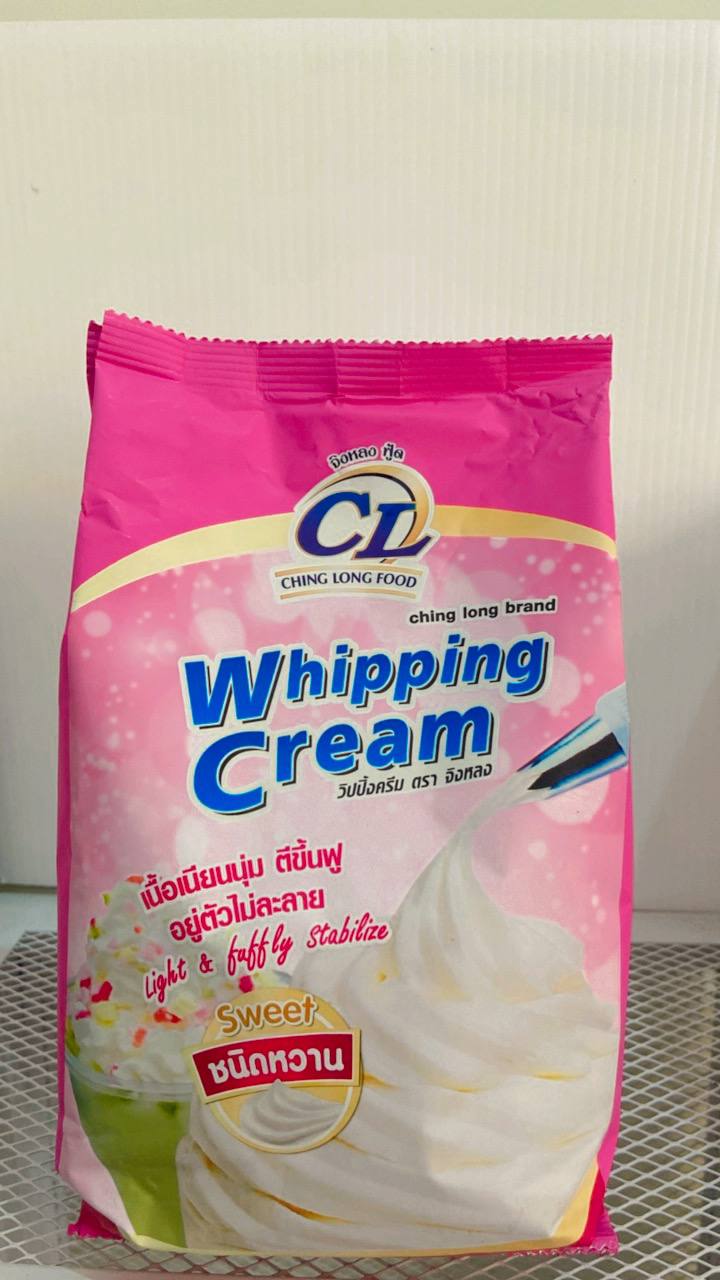 จิงหลง ฟู้ด
CL
CHING LONG FOOD
ching long brand
Whipping
Cream
วิปปิ้งครีม ตรา จิงหลง
เนื้อเนียนนุ่ม ตีขึ้นฟู
อยู่ตัวไม่ละลาย
Light & fuffly Stabilize
Sweet
ชนิดหวาน